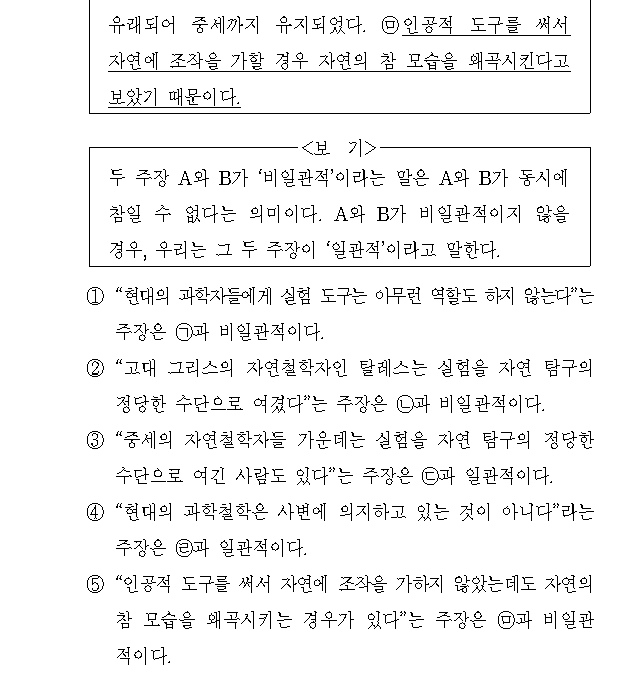 유래되어 중세까지 유지되었다. ㉤인공적 도구를 써서
자연에 조작을 가할 경우 자연의 참 모습을 왜곡시킨다고
보았기 때문이다.
<보 기>
두 주장 A와 B가 ‘비일관적’이라는 말은 A와 B가 동시에
참일 수 없다는 의미이다. A와 B가 비일관적이지 않을
경우, 우리는 그 두 주장이 ‘일관적’이라고 말한다.
① “현대의 과학자들에게 실험 도구는 아무런 역할도 하지 않는다”는
주장은 ㉠과 비일관적이다.
② “고대 그리스의 자연철학자인 탈레스는 실험을 자연 탐구의
정당한 수단으로 여겼다”는 주장은 ㉡과 비일관적이다.
③ “중세의 자연철학자들 가운데는 실험을 자연 탐구의 정당한
수단으로 여긴 사람도 있다”는 주장은 ㉢과 일관적이다.
④ “현대의 과학철학은 사변에 의지하고 있는 것이 아니다”라는
주장은 ㉣과 일관적이다.
⑤ “인공적 도구를 써서 자연에 조작을 가하지 않았는데도 자연의
참 모습을 왜곡시키는 경우가 있다”는 주장은 ㉤과 비일관
적이다.